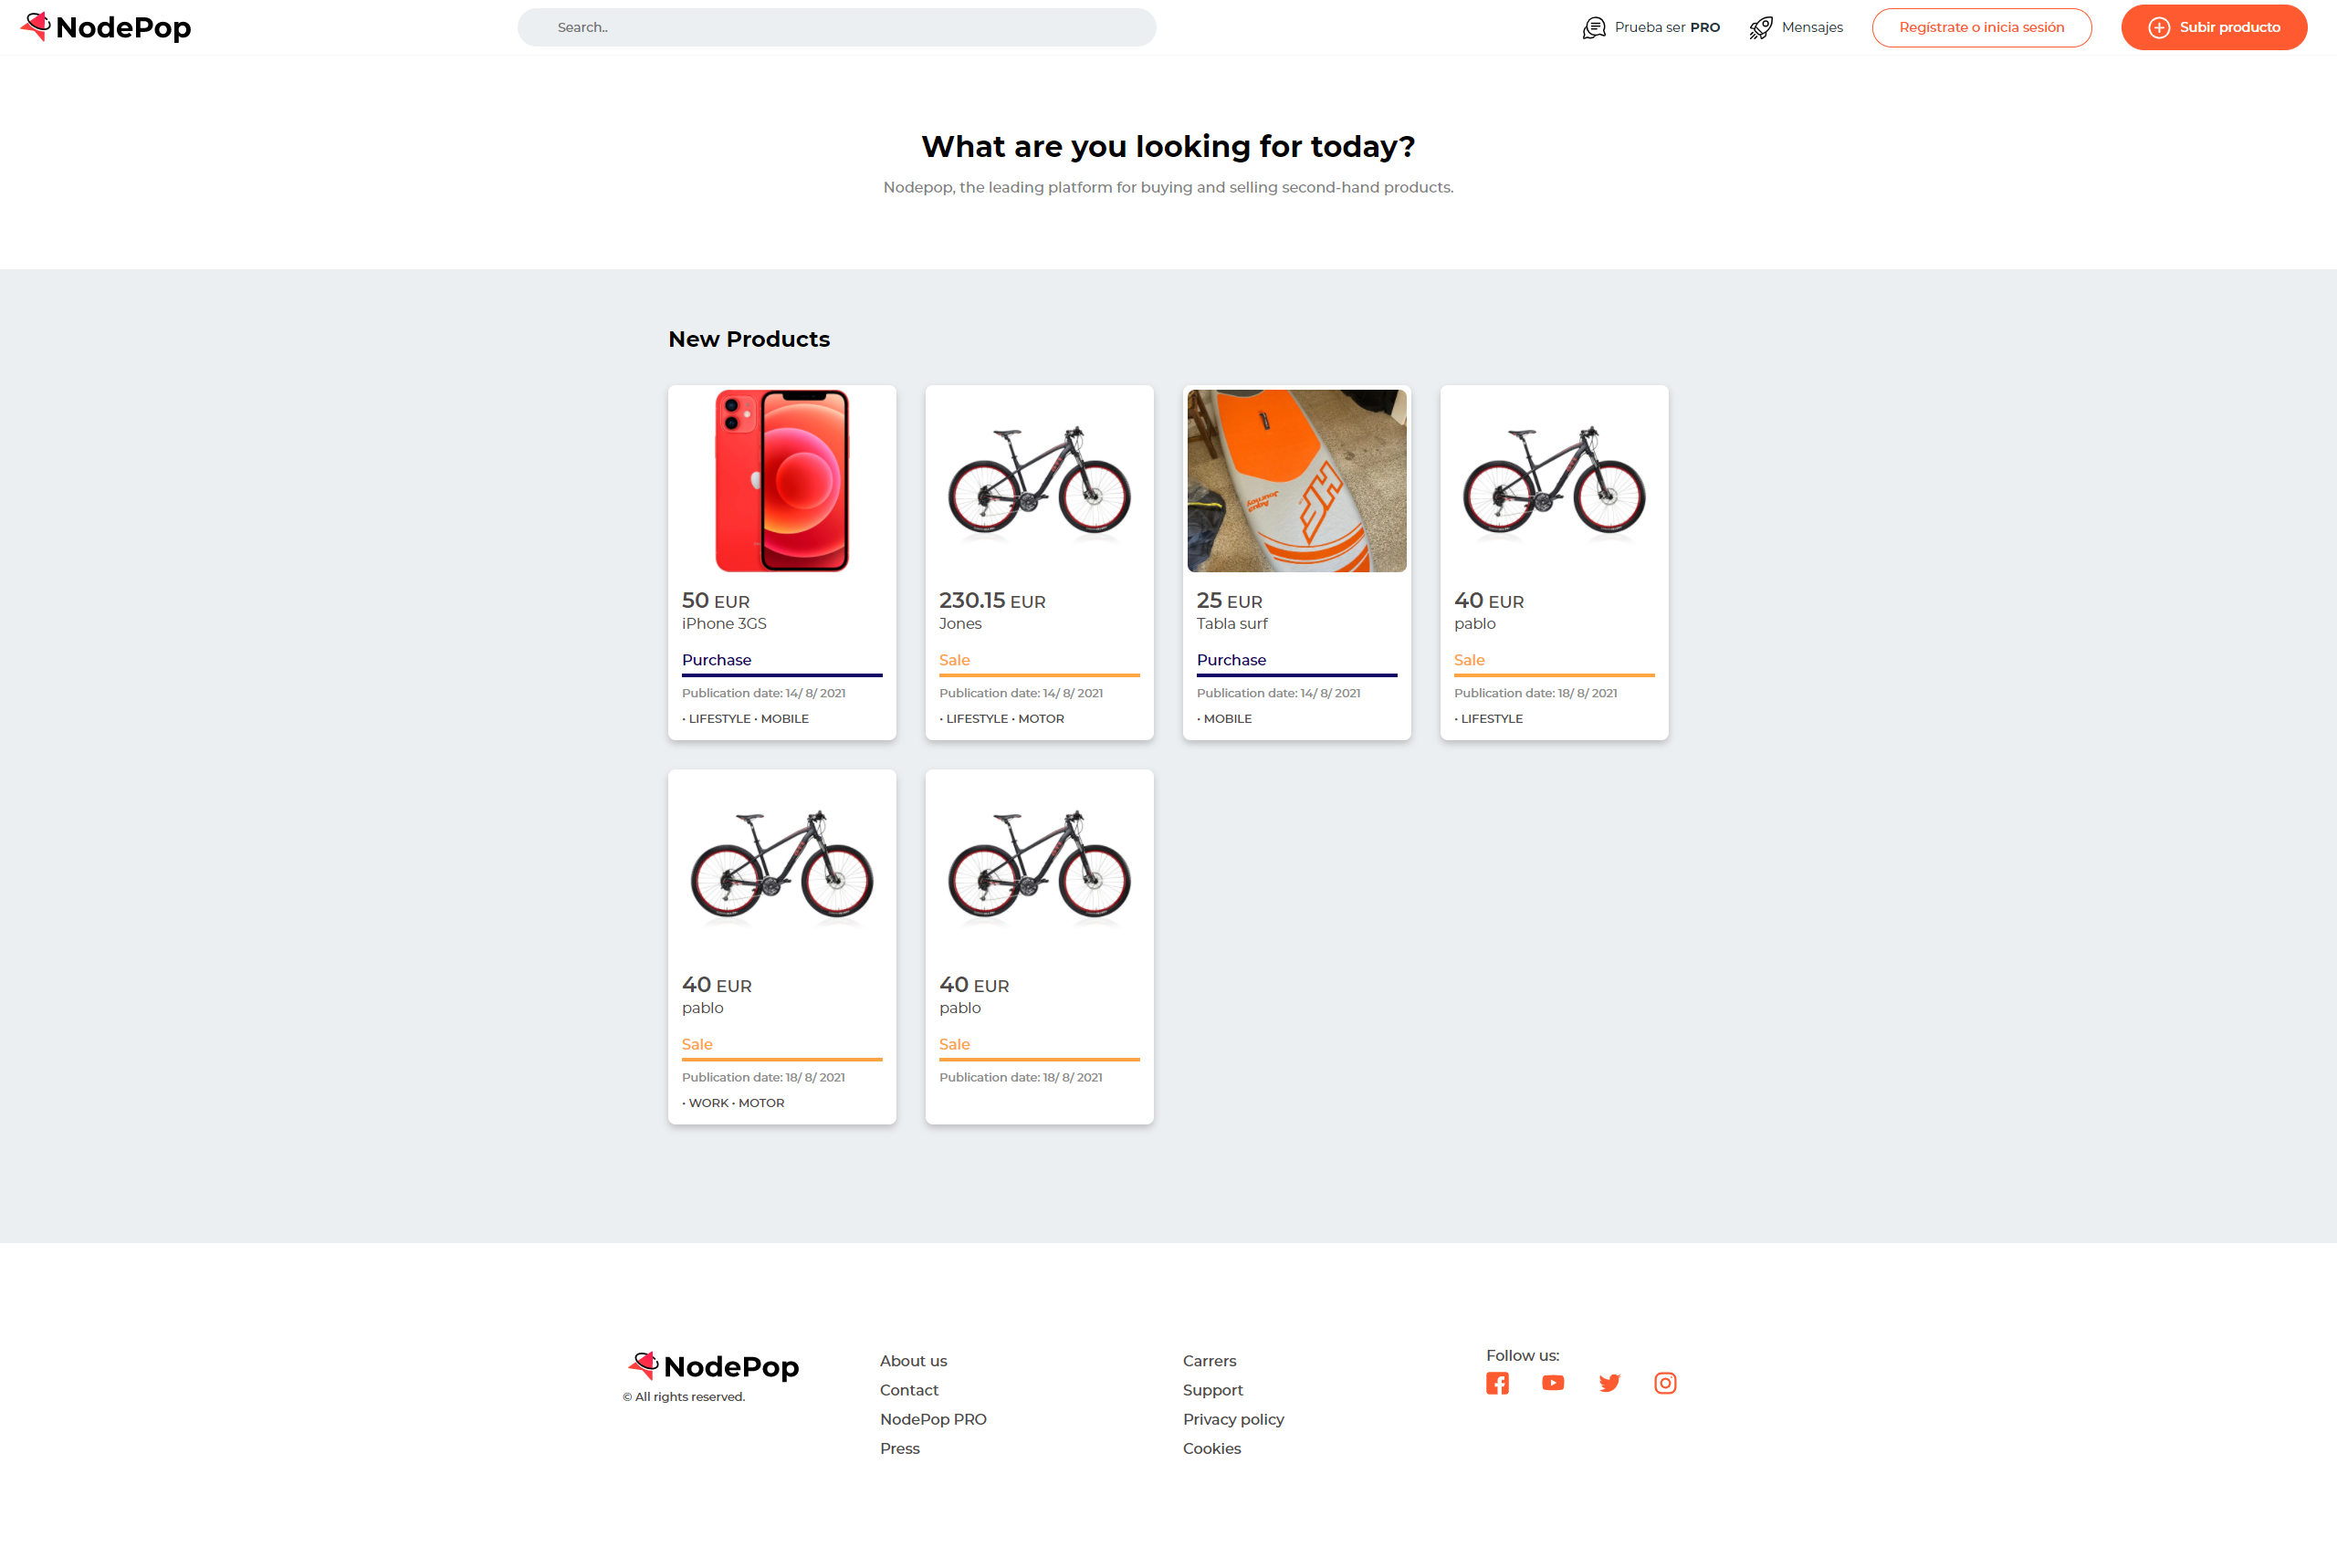 NodePop
Search..
Prueba ser PRO
Mensajes
Regístrate o inicia sesión
Subir producto
What are you looking for today?
Nodepop, the leading platform for buying and selling second-hand products.
New Products
50 EUR
iPhone 3GS
Purchase
Publication date: 14/ 8/ 2021
• LIFESTYLE • MOBILE
230.15 EUR
Jones
Sale
Publication date: 14/ 8/ 2021
• LIFESTYLE • MOTOR
Aqua
Journey
25 EUR
Tabla surf
Purchase
Publication date: 14/ 8/ 2021
• MOBILE
40 EUR
pablo
Sale
Publication date: 18/ 8/ 2021
• LIFESTYLE
40 EUR
pablo
Sale
Publication date: 18/ 8/ 2021
• WORK • MOTOR
40 EUR
pablo
Sale
Publication date: 18/ 8/ 2021
NodePop
© All rights reserved.
About us
Contact
NodePop PRO
Press
Carrers
Support
Privacy policy
Cookies
Follow us: